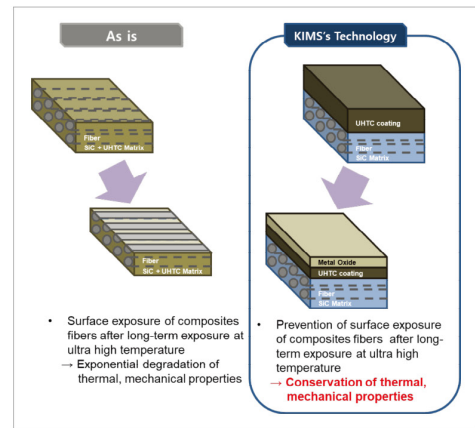 As is
Fiber
SiC + UHTC Matrix
Fiber
SiC + UHTC Matrix
• Surface exposure of composites
fibers after long-term exposure at
ultra high temperature
→ Exponential degradation of
thermal, mechanical properties
KIMS's Technology
UHTC coating
Fiber
SiC Matrix
Metal Oxide
UHTC coating
Fiber
SiC Matrix
• Prevention of surface exposure
of composites fibers after long-
term exposure at ultra high
temperature
→ Conservation of thermal,
mechanical properties